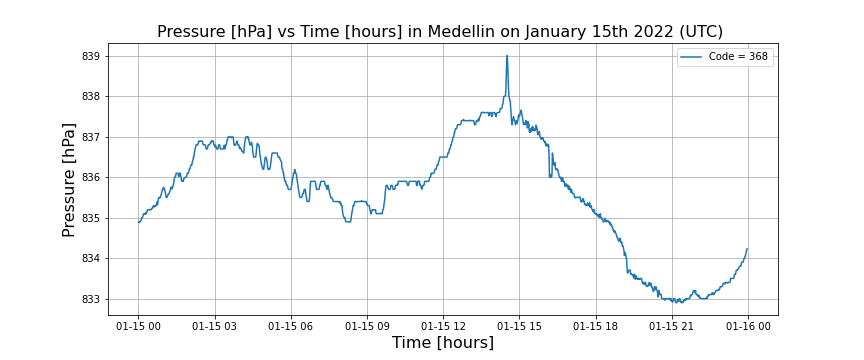 Pressure [hPa] vs Time [hours] in Medellin on January 15th 2022 (UTC)
Code = 368
Pressure [hPa]
839
838
837
836
835
834
833
01-15 00 01-15 03 01-15 06 01-15 09 01-15 12 01-15 15 01-15 18 01-15 21 01-16 00
Time [hours]